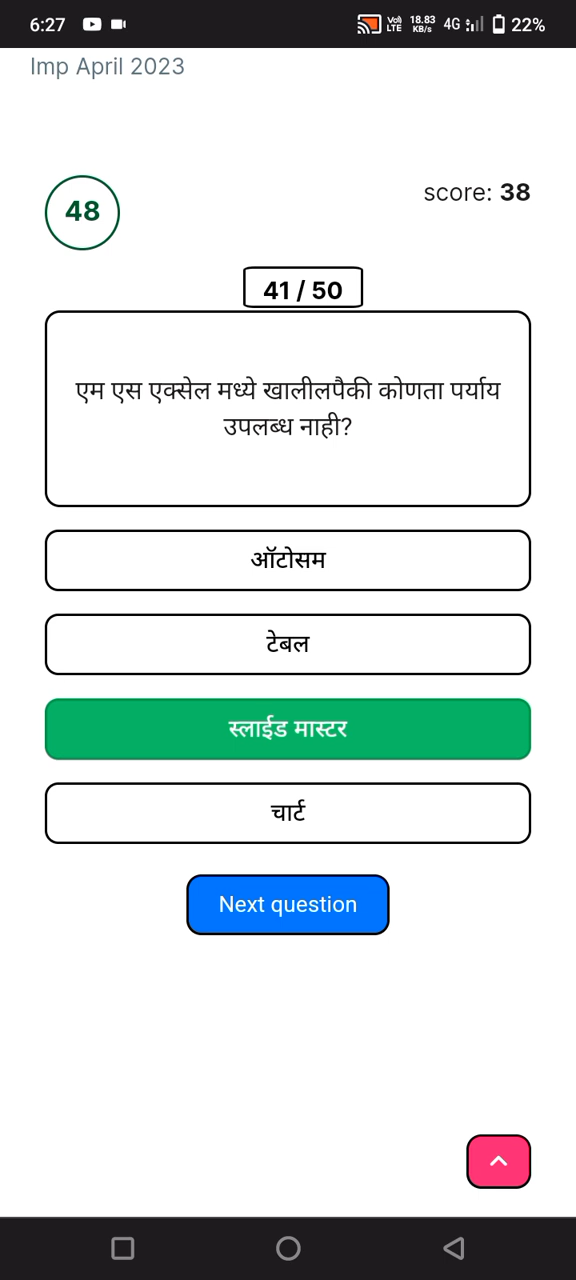 6:27
Vo) LTE
18.83 KB/s
4G
22%
Imp April 2023
48
score: 38
41 / 50
एम एस एक्सेल मध्ये खालीलपैकी कोणता पर्याय
उपलब्ध नाही?
ऑटोसम
टेबल
स्लाईड मास्टर
चार्ट
Next question